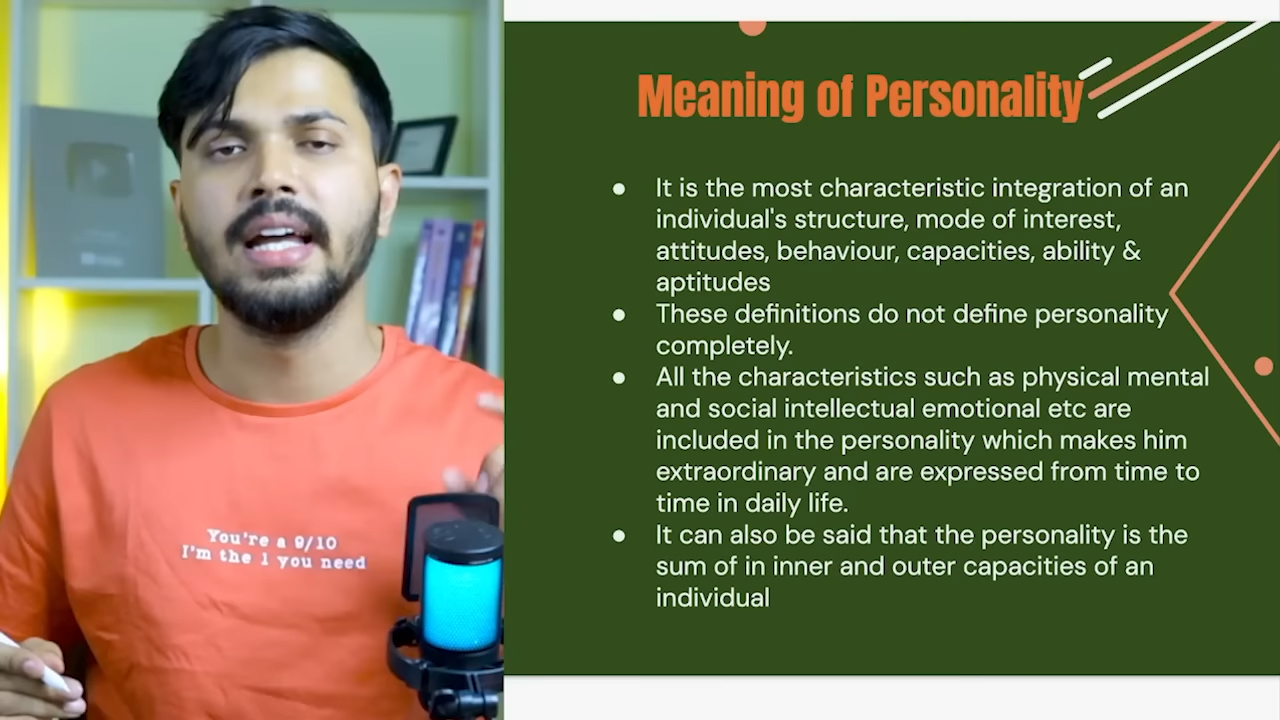 Meaning of Personality
It is the most characteristic integration of an
individual's structure, mode of interest,
attitudes, behaviour, capacities, ability &
aptitudes
These definitions do not define personality
completely.
All the characteristics such as physical mental
and social intellectual emotional etc are
included in the personality which makes him
extraordinary and are expressed from time to
time in daily life.
It can also be said that the personality is the
sum of in inner and outer capacities of an
individual
You're a 9/10
I'm the 1 you need